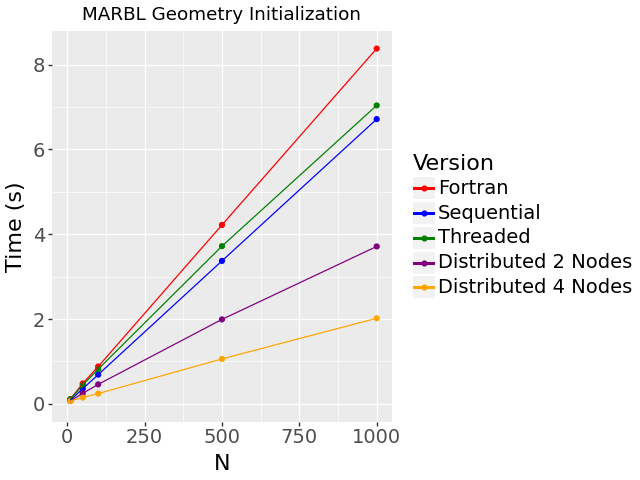 MARBL Geometry Initialization
Time (s)
8
6
4
2
0
0 250 500 750 1000
N
Version
Fortran
Sequential
Threaded
Distributed 2 Nodes
Distributed 4 Nodes